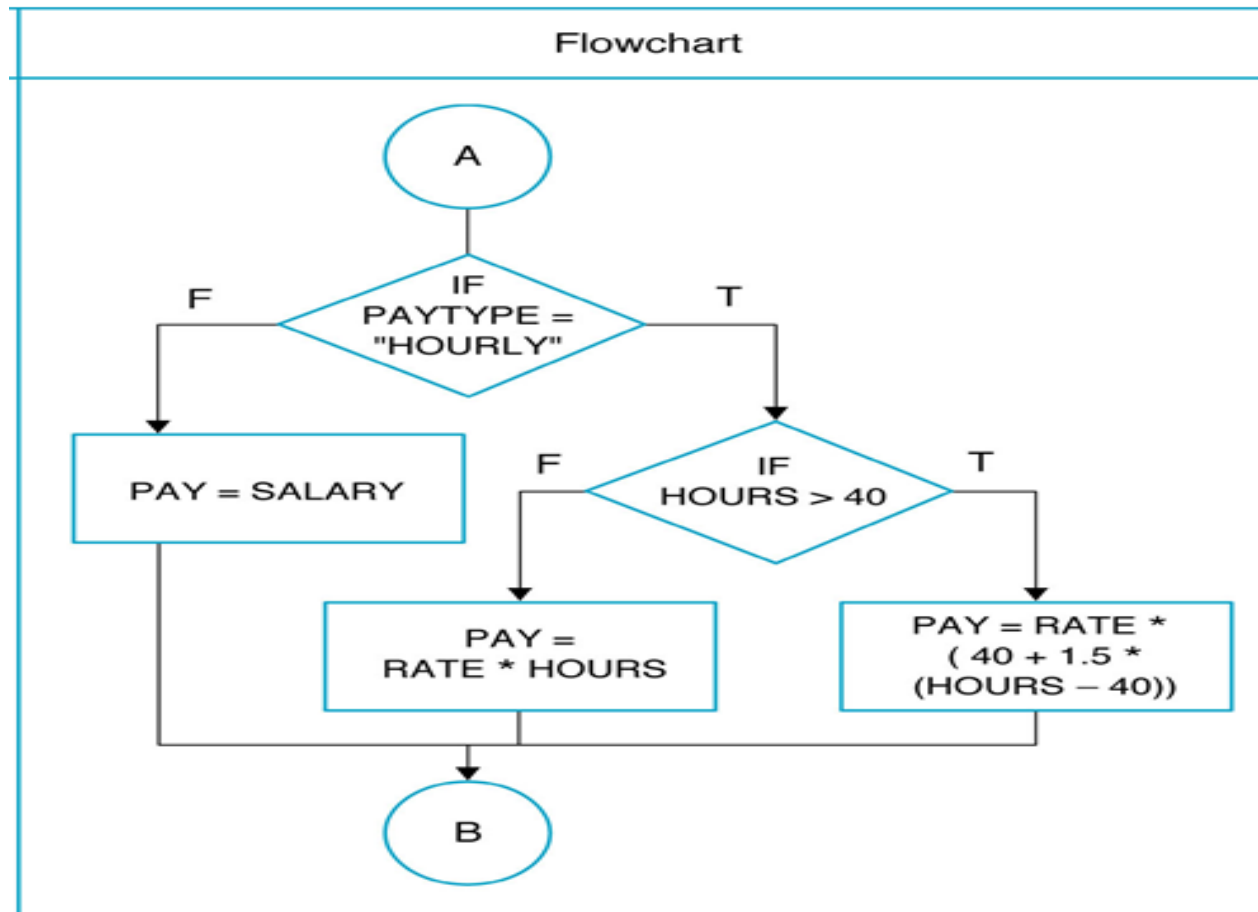 Flowchart
A
IF
PAYTYPE =
"HOURLY"
F
T
PAY = SALARY
IF
HOURS > 40
F
T
PAY =
RATE * HOURS
PAY = RATE *
( 40 + 1.5 *
(HOURS – 40))
B